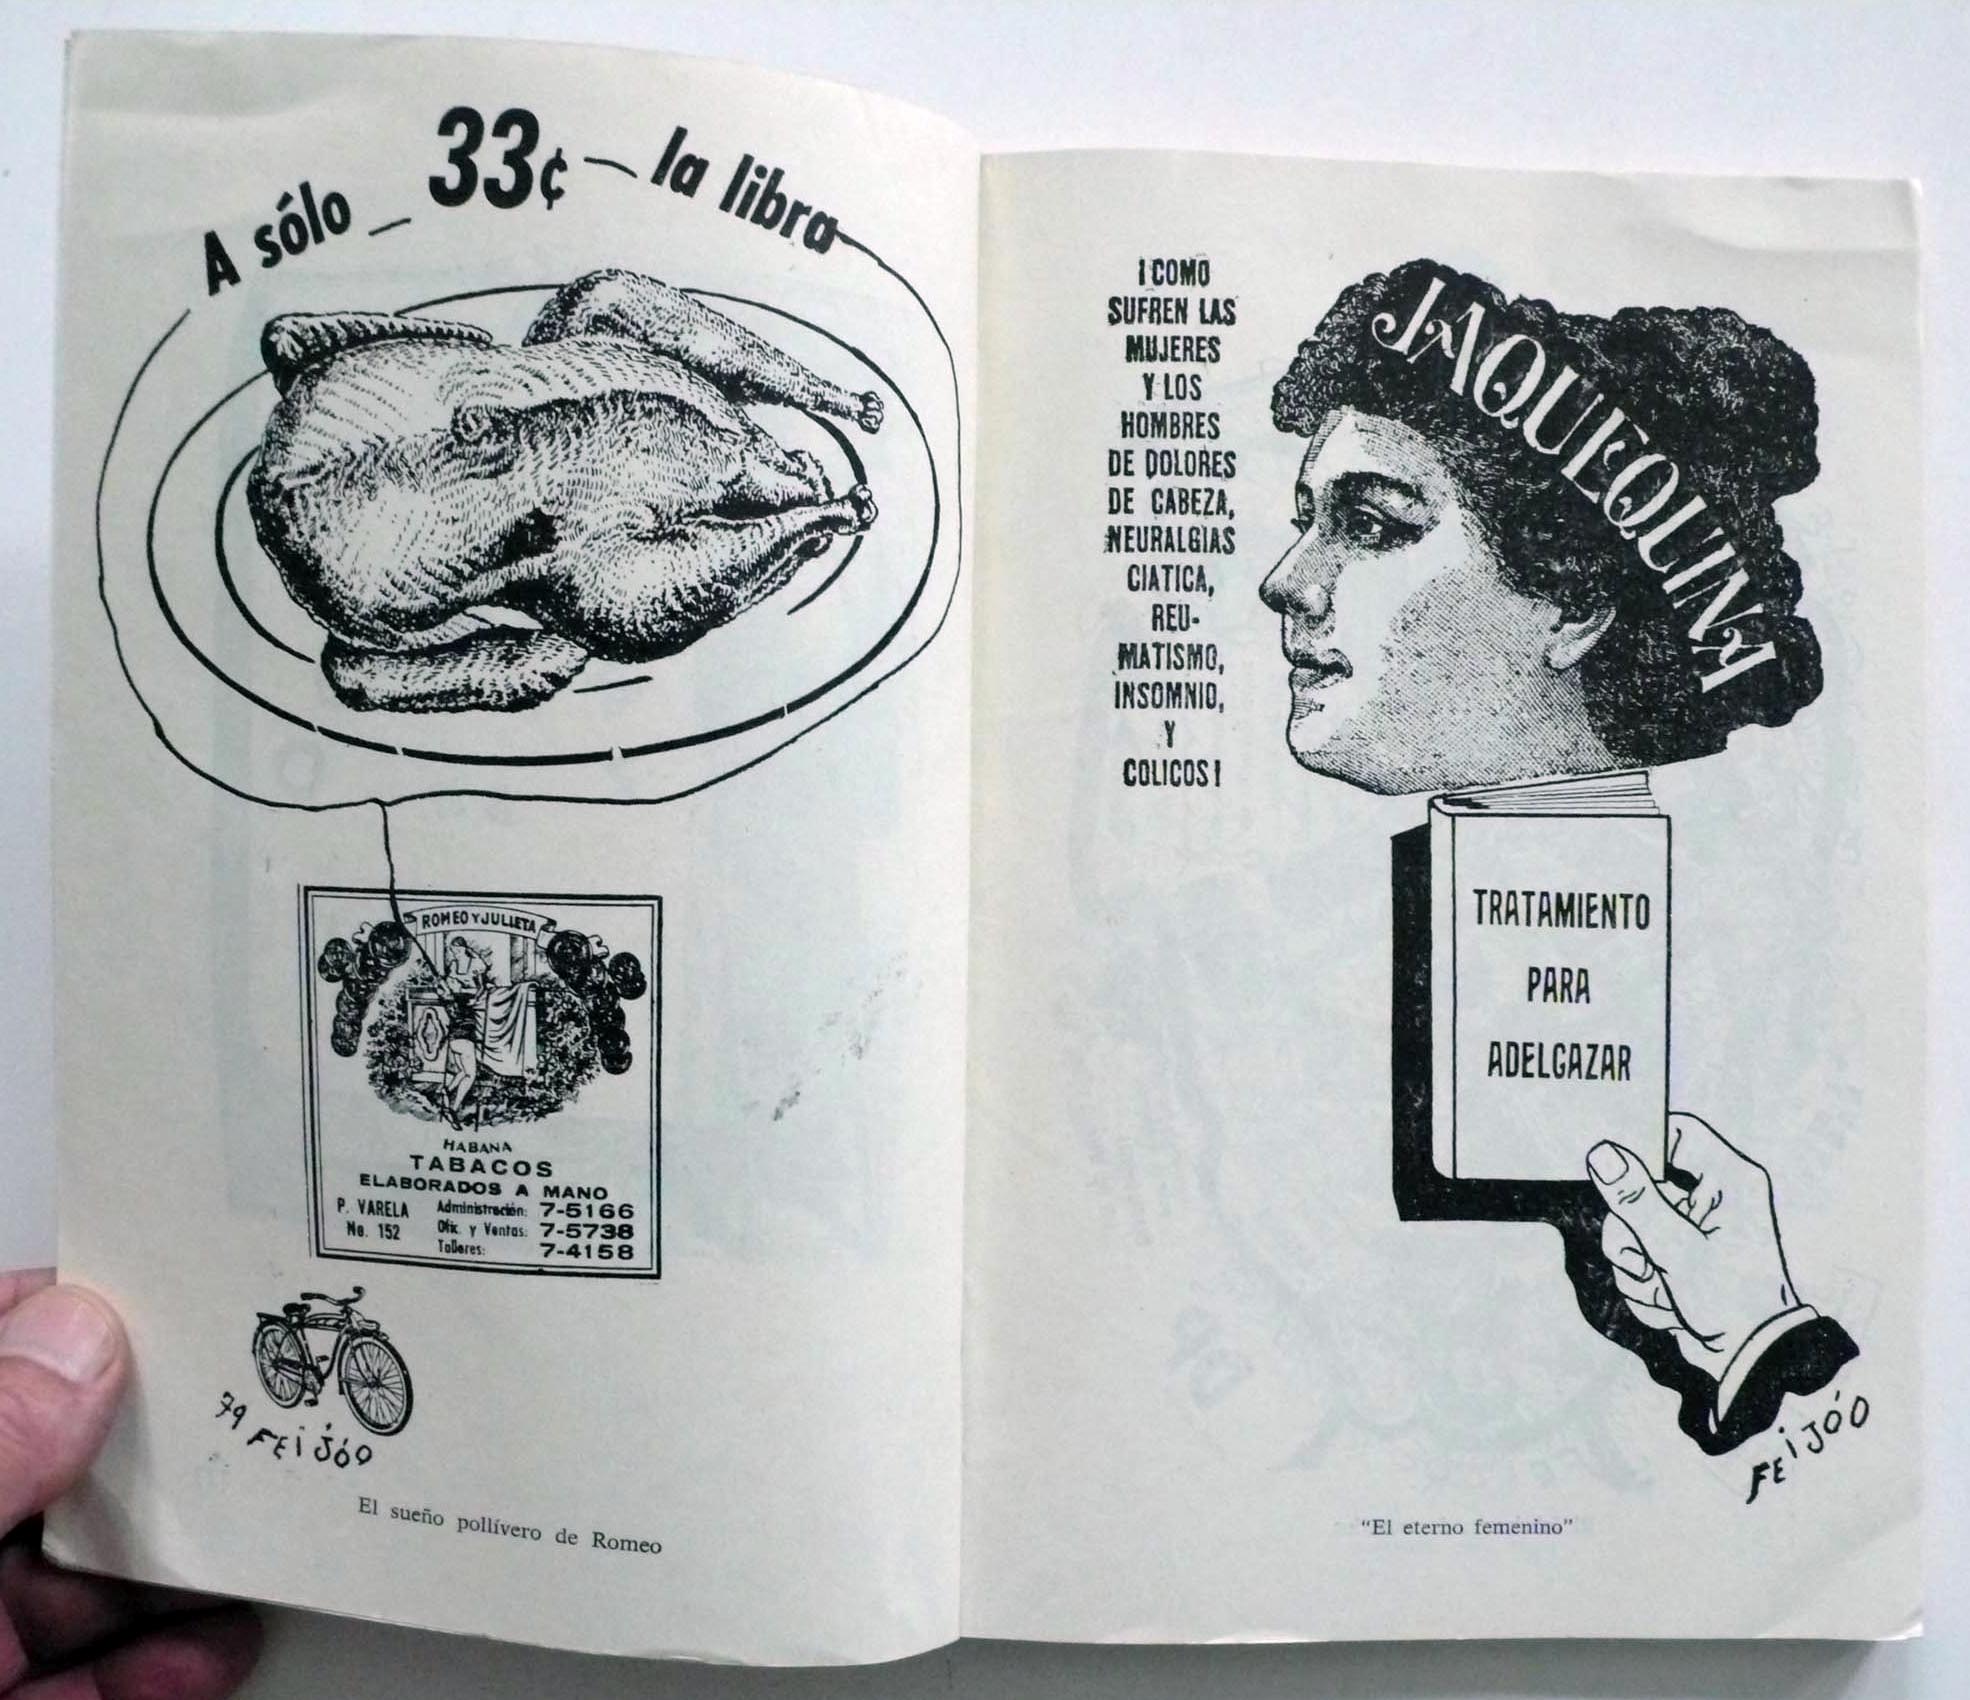 A sólo 33¢ la libra
ROMEO Y JULIETA
HABANA
TABACOS
ELABORADOS A MANO
P. VARELA
No. 152
Administración: 7-5166
Ofic. y Ventas: 7-5738
Talleres: 7-4158
79 FEIJÓO
El sueño pollívero de Romeo
¡COMO
SUFREN LAS
MUJERES
Y LOS
HOMBRES
DE DOLORES
DE CABEZA,
NEURALGIAS
CIATICA,
REU-
MATISMO,
INSOMNIO,
Y
COLICOS!
JAQUEQUINA
TRATAMIENTO
PARA
ADELGAZAR
FEIJÓO
"El eterno femenino"